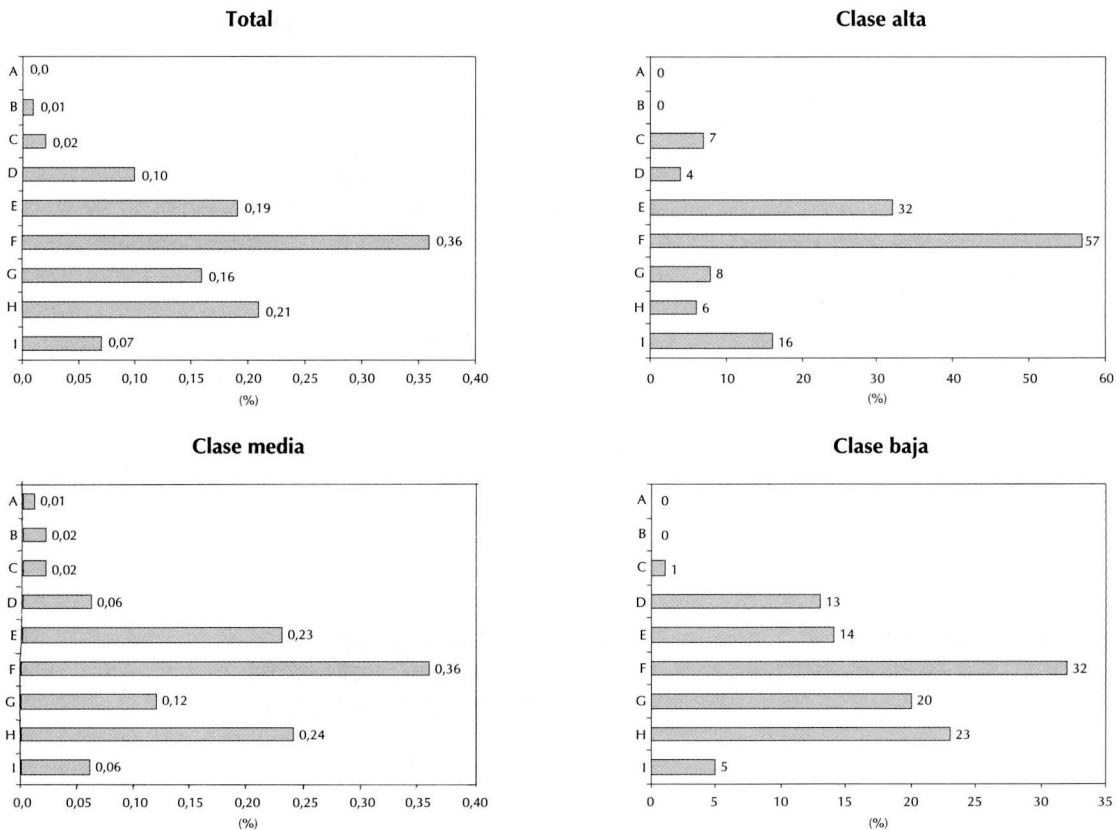 Total
A 0,0
B 0,01
C 0,02
D 0,10
E 0,19
F 0,36
G 0,16
H 0,21
I 0,07
0,0 0,05 0,10 0,15 0,20 0,25 0,30 0,35 0,40
(%)
Clase alta
A 0
B 0
C 7
D 4
E 32
F 57
G 8
H 6
I 16
0 10 20 30 40 50 60
(%)
Clase media
A 0,01
B 0,02
C 0,02
D 0,06
E 0,23
F 0,36
G 0,12
H 0,24
I 0,06
0,0 0,05 0,10 0,15 0,20 0,25 0,30 0,35 0,40
(%)
Clase baja
A 0
B 0
C 1
D 13
E 14
F 32
G 20
H 23
I 5
0 5 10 15 20 25 30 35
(%)